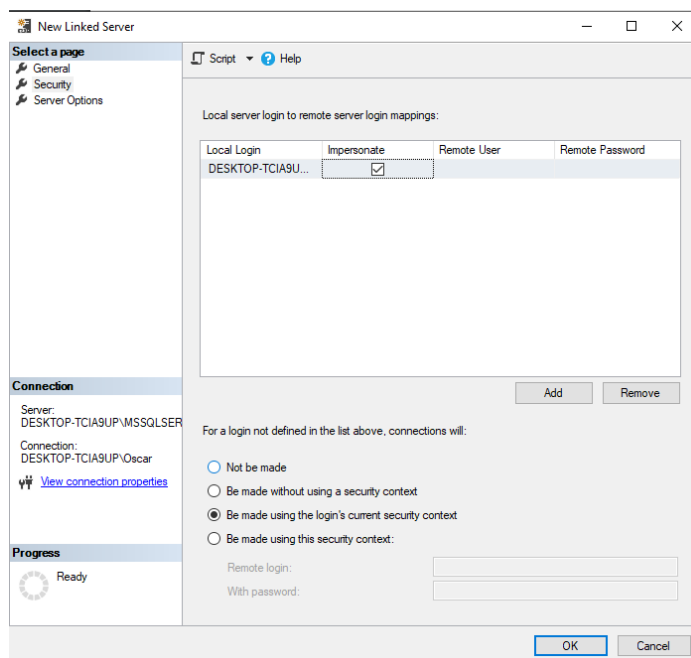 New Linked Server
Select a page
General
Security
Server Options
Script
Help
Local server login to remote server login mappings:
Local Login Impersonate Remote User Remote Password
DESKTOP-TCIA9U...
Add Remove
Connection
Server:
DESKTOP-TCIA9UP\MSSQLSER
Connection:
DESKTOP-TCIA9UP\Oscar
View connection properties
Progress
Ready
For a login not defined in the list above, connections will:
Not be made
Be made without using a security context
Be made using the login's current security context
Be made using this security context:
Remote login:
With password:
OK Cancel